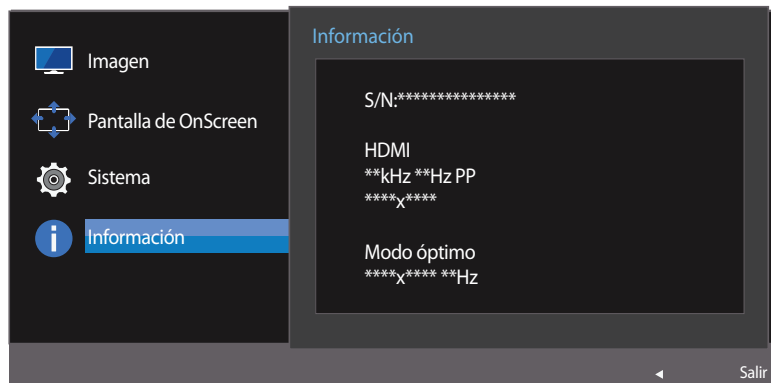 Imagen
Pantalla de OnScreen
Sistema
Información
Información
S/N:***************
HDMI
**kHz **Hz PP
****x****
Modo óptimo
****x**** **Hz
Salir